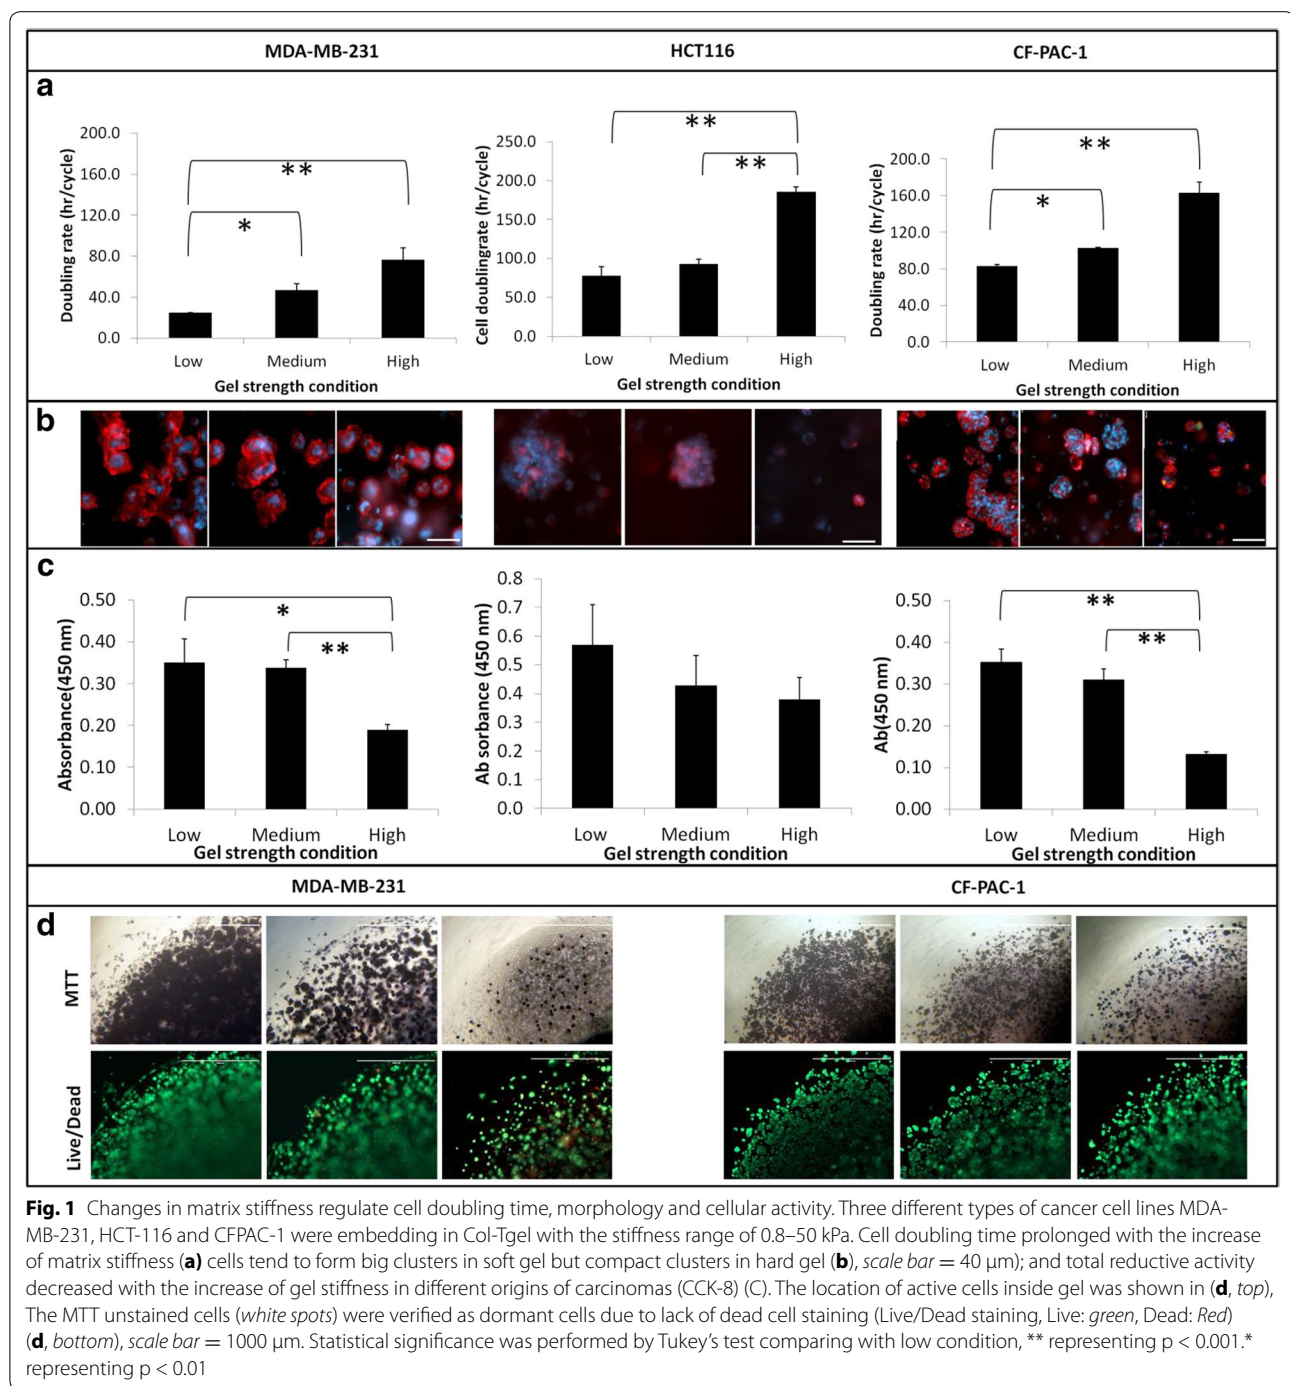 MDA-MB-231 HCT116 CF-PAC-1
a
Doubling rate (hr/cycle)
200.0
160.0
120.0
80.0
40.0
0.0
**
*
Low Medium High
Gel strength condition
Cell doublingrate (hr/cycle)
250.0
200.0
150.0
100.0
50.0
0.0
**
**
Low Medium High
Gel strength condition
Doubling rate (hr/cycle)
200.0
160.0
120.0
80.0
40.0
0.0
**
*
Low Medium High
Gel strength condition
b
c
Absorbance(450 nm)
0.50
0.40
0.30
0.20
0.10
0.00
*
**
Low Medium High
Gel strength condition
Ab sorbance (450 nm)
0.8
0.7
0.6
0.5
0.4
0.3
0.2
0.1
0.0
Low Medium High
Gel strength condition
Ab(450 nm)
0.50
0.40
0.30
0.20
0.10
0.00
**
**
Low Medium High
Gel strength condition
MDA-MB-231 CF-PAC-1
d
MTT
Live/Dead
Fig. 1 Changes in matrix stiffness regulate cell doubling time, morphology and cellular activity. Three different types of cancer cell lines MDA-
MB-231, HCT-116 and CFPAC-1 were embedding in Col-Tgel with the stiffness range of 0.8–50 kPa. Cell doubling time prolonged with the increase
of matrix stiffness (a) cells tend to form big clusters in soft gel but compact clusters in hard gel (b), scale bar = 40 μm); and total reductive activity
decreased with the increase of gel stiffness in different origins of carcinomas (CCK-8) (C). The location of active cells inside gel was shown in (d, top),
The MTT unstained cells (white spots) were verified as dormant cells due to lack of dead cell staining (Live/Dead staining, Live: green, Dead: Red)
(d, bottom), scale bar = 1000 μm. Statistical significance was performed by Tukey's test comparing with low condition, ** representing p < 0.001.*
representing p < 0.01